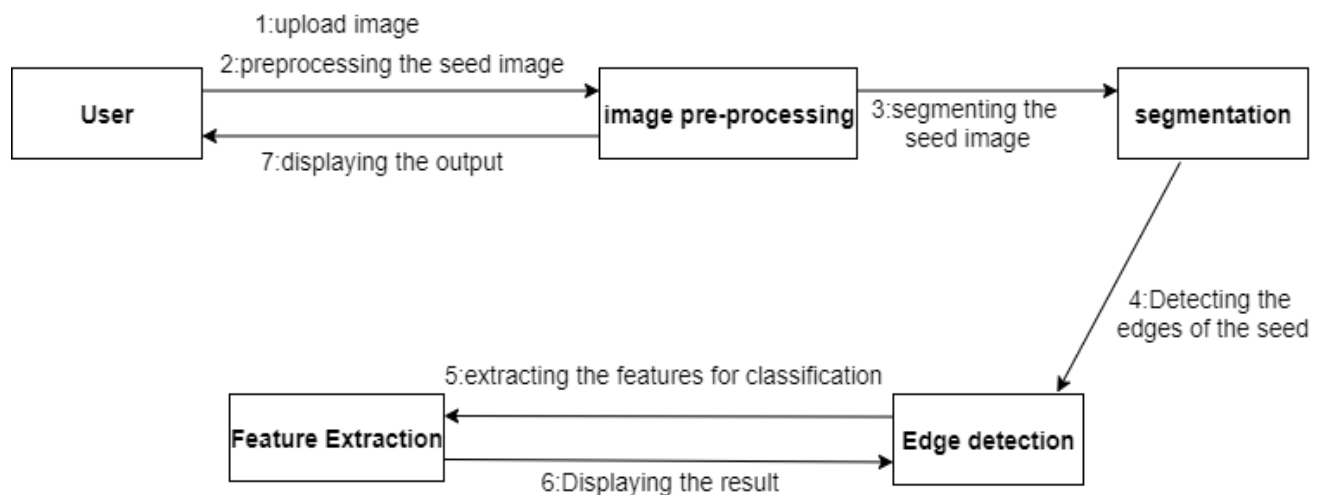 1:upload image
2:preprocessing the seed image
User
image pre-processing
3:segmenting the
seed image
segmentation
7:displaying the output
4:Detecting the
edges of the seed
5:extracting the features for classification
Feature Extraction
Edge detection
6:Displaying the result